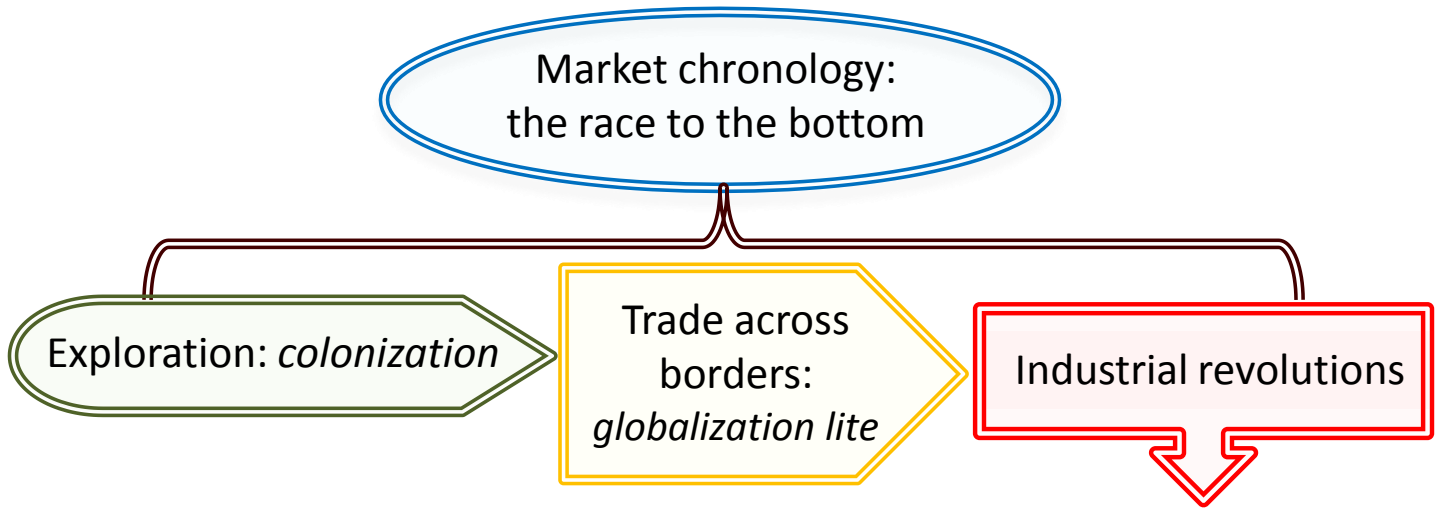 Market chronology:
the race to the bottom
Exploration: colonization
Trade across
borders:
globalization lite
Industrial revolutions